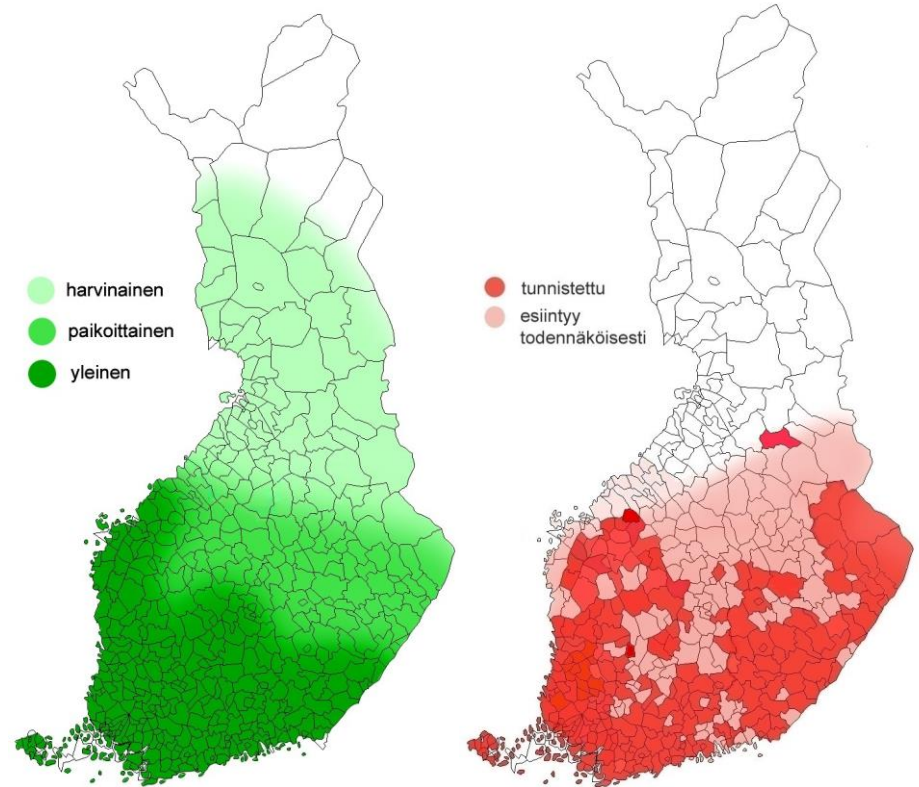 harvinainen
paikoittainen
yleinen
tunnistettu
esiintyy
todennäköisesti